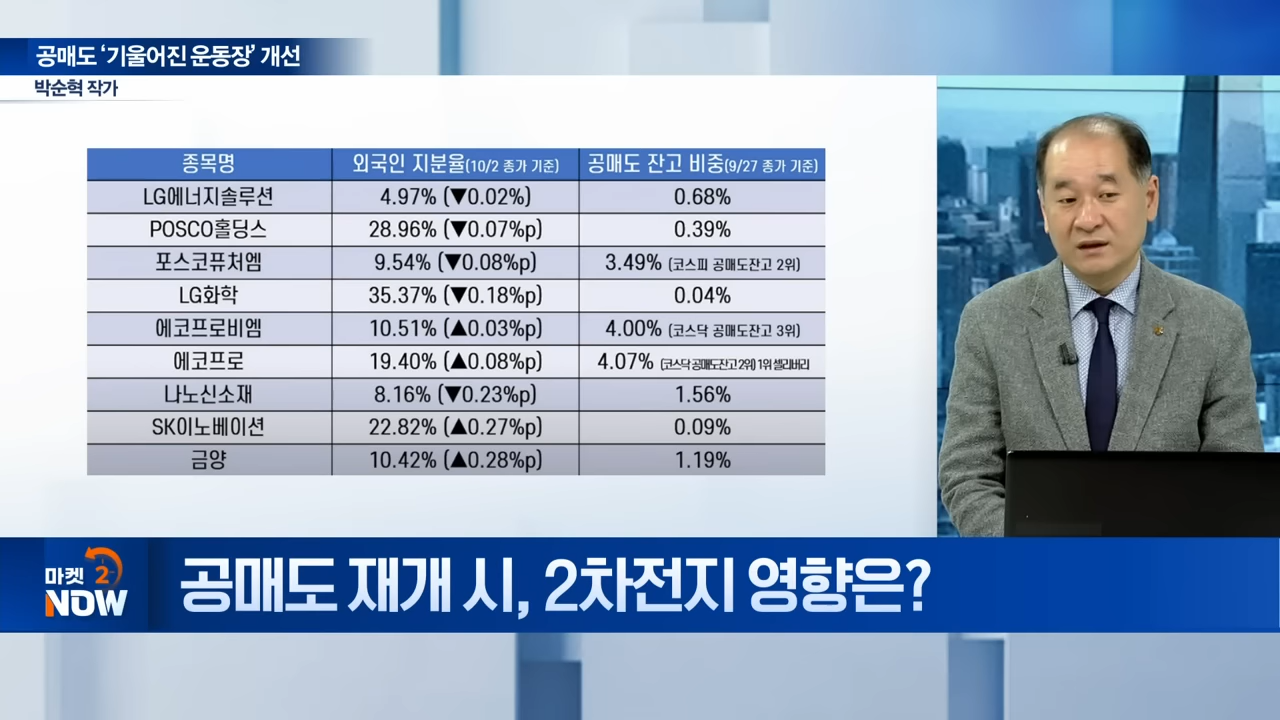 공매도 ‘기울어진 운동장’ 개선
박순혁 작가
종목명 외국인 지분율(10/2 종가 기준) 공매도 잔고 비중(9/27 종가 기준)
LG에너지솔루션 4.97% (▼0.02%) 0.68%
POSCO홀딩스 28.96% (▼0.07%p) 0.39%
포스코퓨처엠 9.54% (▼0.08%p) 3.49% (코스피 공매도잔고 2위)
LG화학 35.37% (▼0.18%p) 0.04%
에코프로비엠 10.51% (▲0.03%p) 4.00% (코스닥 공매도잔고 3위)
에코프로 19.40% (▲0.08%p) 4.07% (코스닥 공매도잔고 2위) 1위 셀리버리
나노신소재 8.16% (▼0.23%p) 1.56%
SK이노베이션 22.82% (▲0.27%p) 0.09%
금양 10.42% (▲0.28%p) 1.19%
마켓 2
NOW
공매도 재개 시, 2차전지 영향은?